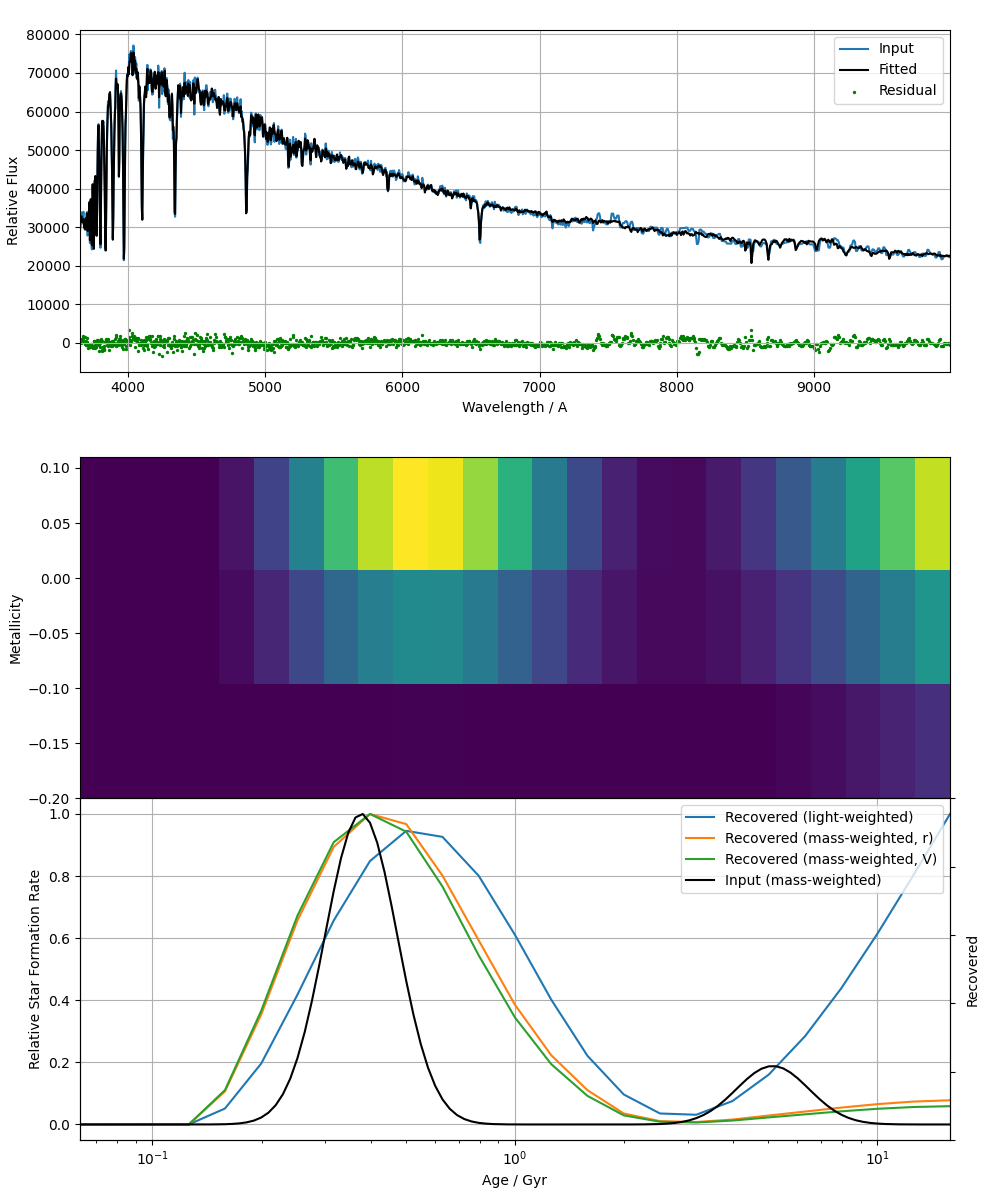 80000
70000
60000
50000
40000
30000
20000
10000
0
Relative Flux
Input
Fitted
Residual
4000
5000
6000
7000
8000
9000
Wavelength / A
0.10
0.05
0.00
−0.05
−0.10
−0.15
−0.20
Metallicity
1.0
0.8
0.6
0.4
0.2
0.0
Relative Star Formation Rate
Recovered (light-weighted)
Recovered (mass-weighted, r)
Recovered (mass-weighted, V)
Input (mass-weighted)
Recovered
10⁻¹
10⁰
10¹
Age / Gyr